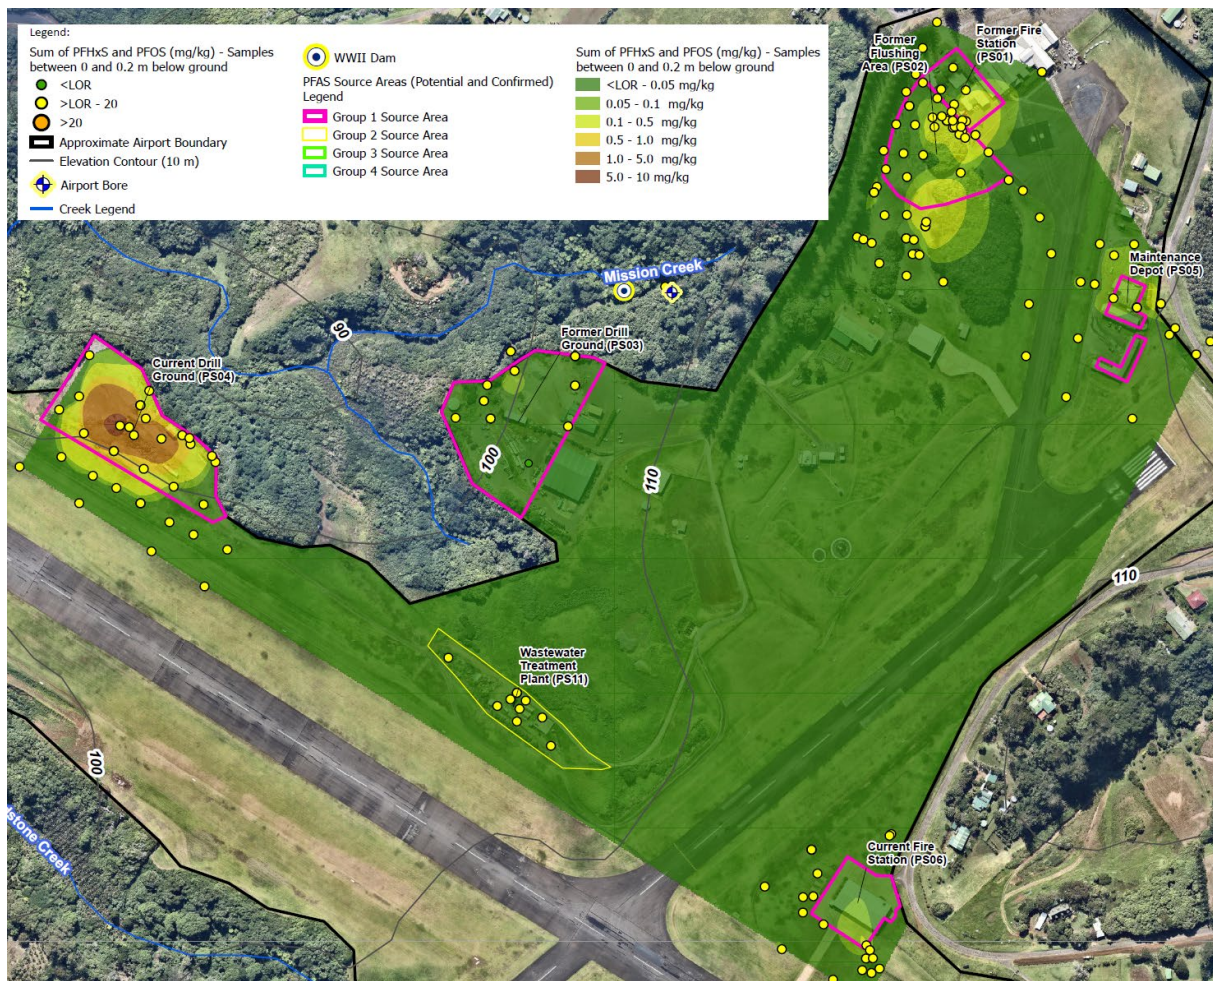 Legend:
Sum of PFHxS and PFOS (mg/kg) - Samples
between 0 and 0.2 m below ground
<LOR
>LOR - 20
>20
Approximate Airport Boundary
Elevation Contour (10 m)
Airport Bore
Creek Legend
WWII Dam
PFAS Source Areas (Potential and Confirmed)
Legend
Group 1 Source Area
Group 2 Source Area
Group 3 Source Area
Group 4 Source Area
Sum of PFHxS and PFOS (mg/kg) - Samples
between 0 and 0.2 m below ground
<LOR - 0.05 mg/kg
0.05 - 0.1 mg/kg
0.1 - 0.5 mg/kg
0.5 - 1.0 mg/kg
1.0 - 5.0 mg/kg
5.0 - 10 mg/kg
Former
Flushing
Area (PS02)
Former Fire
Station
(PS01)
Maintenance
Depot (PS05)
Mission Creek
90
Former Drill
Ground (PS03)
Current Drill
Ground (PS04)
100
110
110
Wastewater
Treatment
Plant (PS11)
100
dstone Creek
Current Fire
Station (PS06)